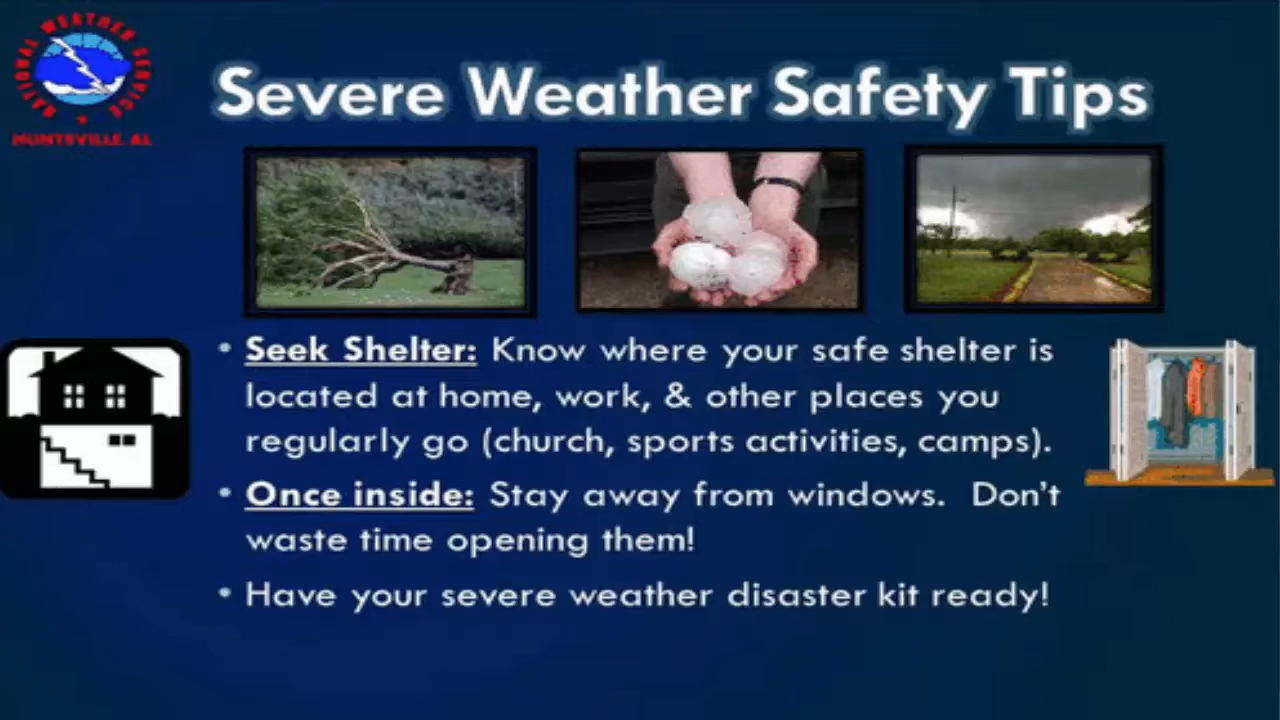 NATIONAL WEATHER SERVICE
HUNTSVILLE, AL
Severe Weather Safety Tips
• Seek Shelter: Know where your safe shelter is
located at home, work, & other places you
regularly go (church, sports activities, camps).
• Once inside: Stay away from windows.  Don't
waste time opening them!
• Have your severe weather disaster kit ready!